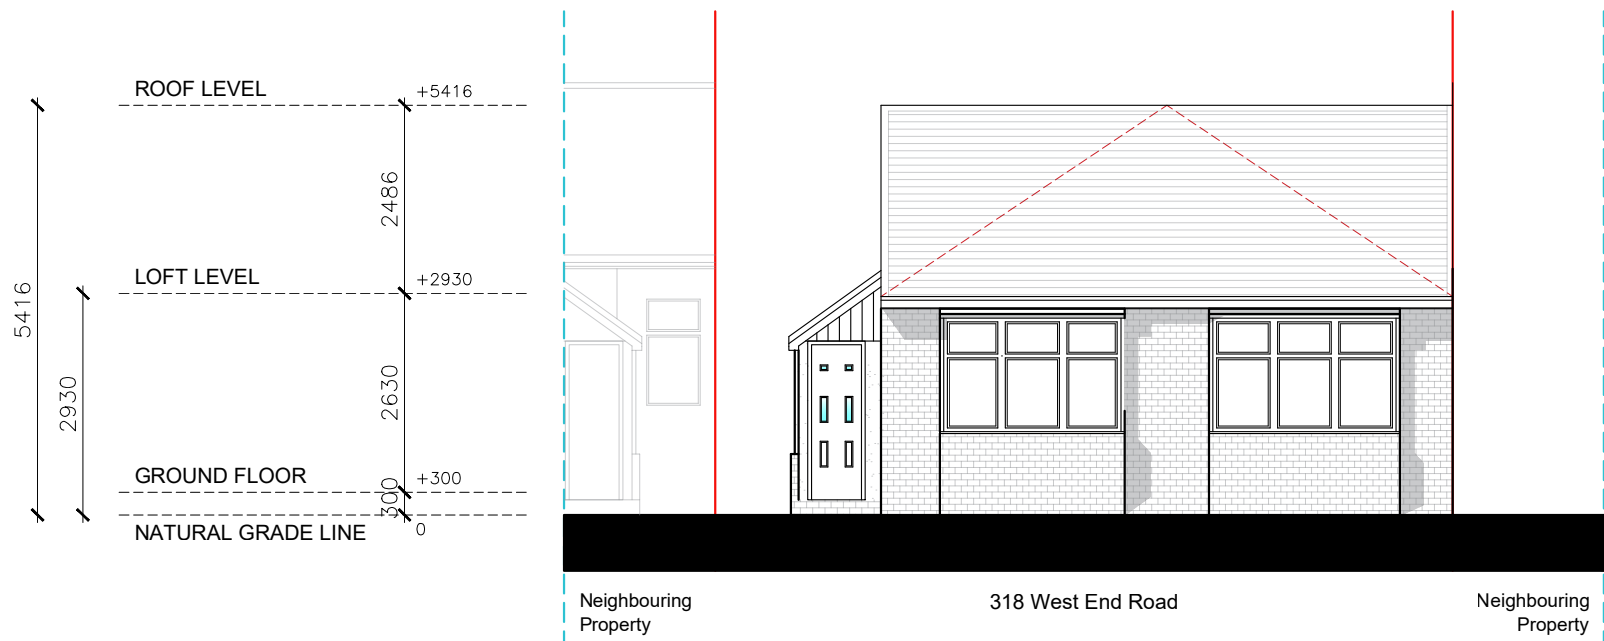 ROOF LEVEL
+5416
2486
LOFT LEVEL
+2930
5416
2930
2630
GROUND FLOOR
+300
300
NATURAL GRADE LINE
0
Neighbouring
Property
318 West End Road
Neighbouring
Property